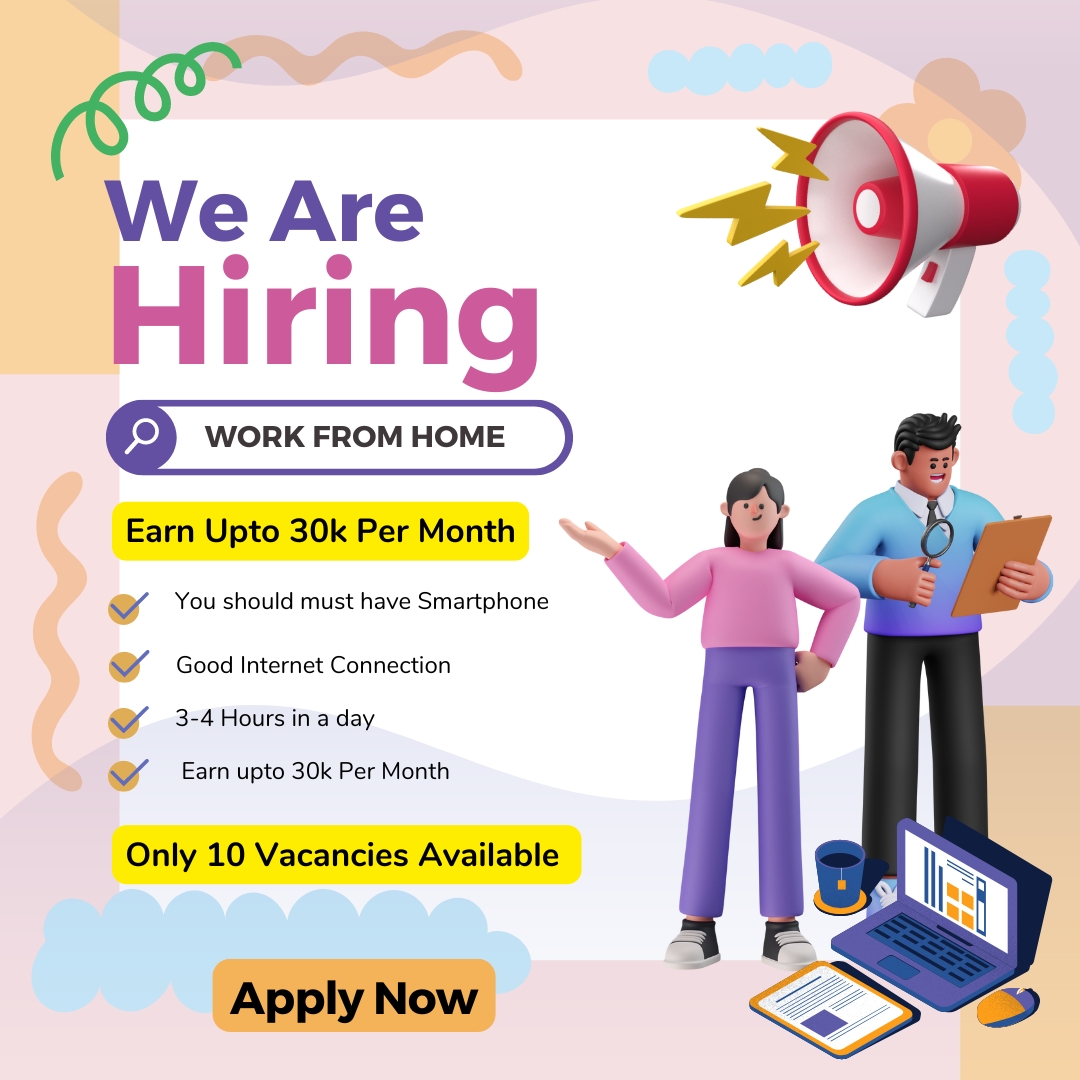 We Are
Hiring
WORK FROM HOME
Earn Upto 30k Per Month
You should must have Smartphone
Good Internet Connection
3-4 Hours in a day
Earn upto 30k Per Month
Only 10 Vacancies Available
Apply Now